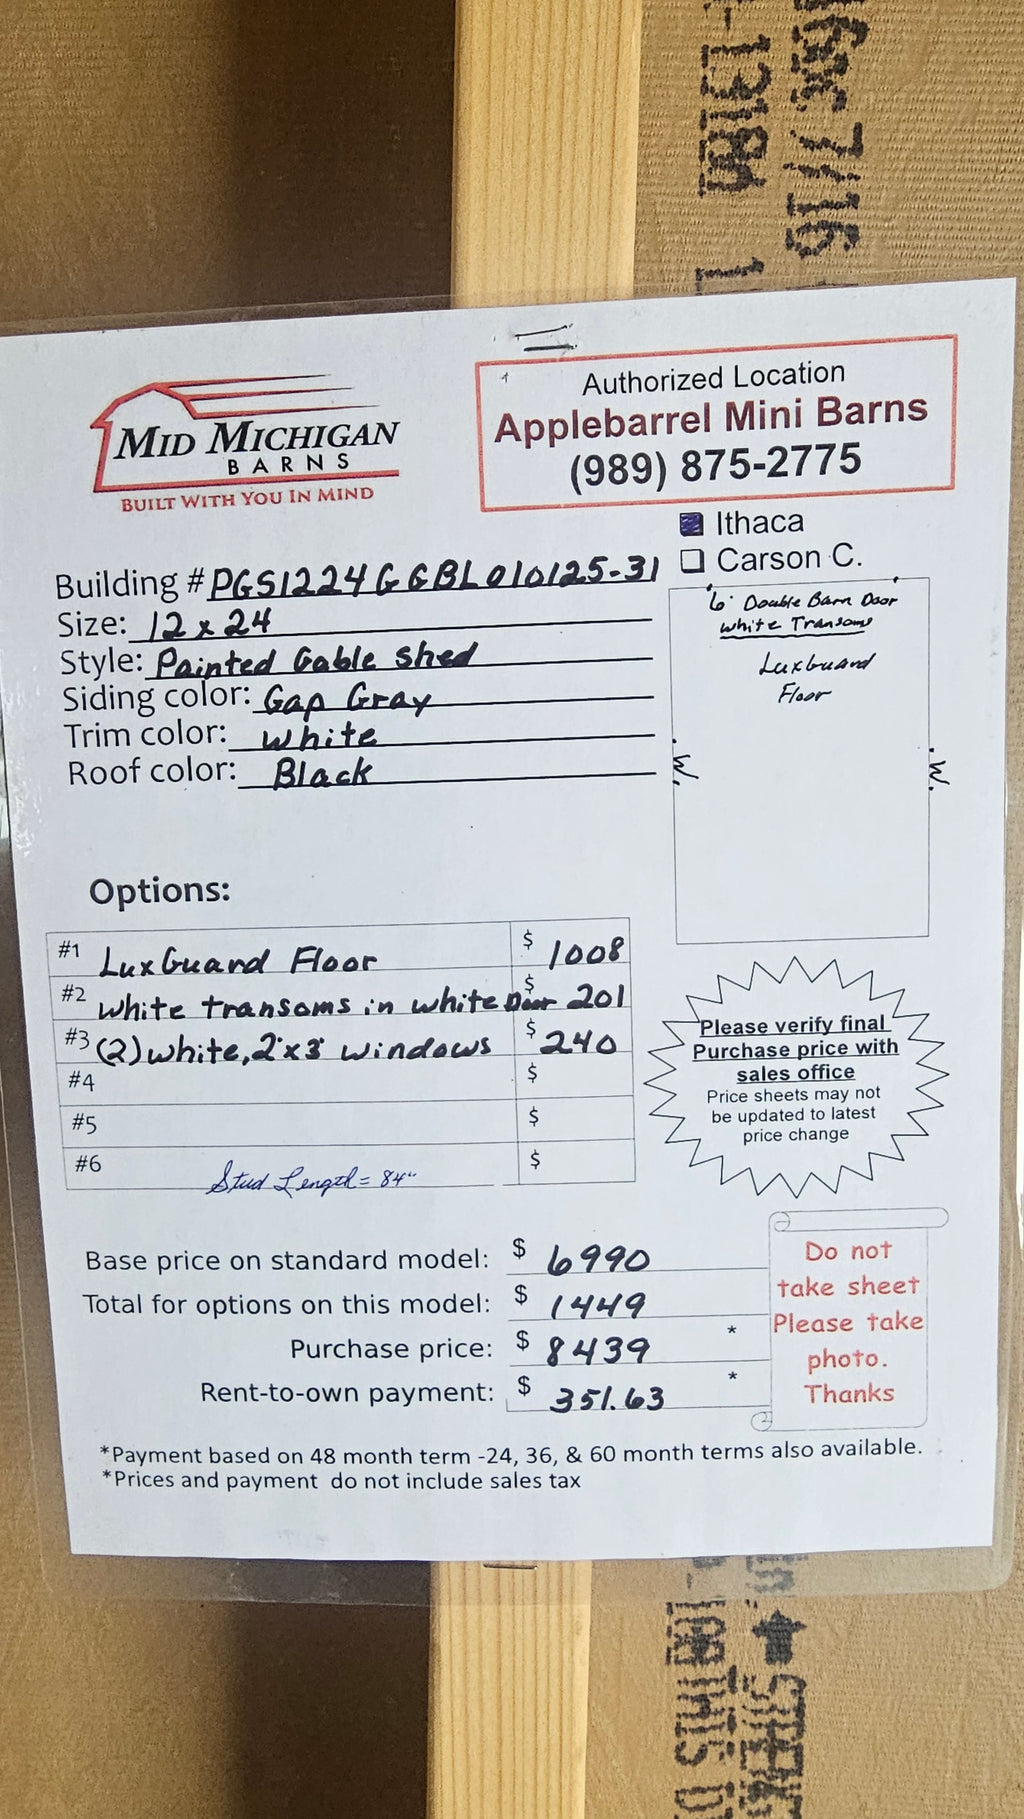 MID MICHIGAN
BARNS
BUILT WITH YOU IN MIND
Authorized Location
Applebarrel Mini Barns
(989) 875-2775
Ithaca
Carson C.
Building # PGS1224GGBL010125-31
Size: 12 x 24
Style: Painted Gable Shed
Siding color: Gap Gray
Trim color: White
Roof color: Black
6' Double Barn Door
White Transoms
LuxGuard
Floor
W. W.
Options:
#1 LuxGuard Floor $ 1008
#2 White transoms in white Door $ 201
#3 (2) white, 2'x3' windows $ 240
#4 $
#5 $
#6 $
Stud Length = 84"
Please verify final
Purchase price with
sales office
Price sheets may not
be updated to latest
price change
Base price on standard model: $ 6990
Total for options on this model: $ 1449
Purchase price: $ 8439 *
Rent-to-own payment: $ 351.63 *
Do not
take sheet
Please take
photo.
Thanks
*Payment based on 48 month term -24, 36, & 60 month terms also available.
*Prices and payment do not include sales tax